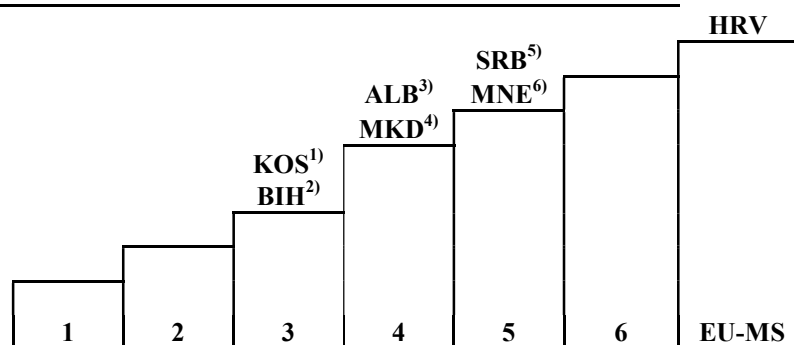 HRV
SRB5)
MNE6)
ALB3)
MKD4)
KOS1)
BIH2)
1 2 3 4 5 6 EU-MS